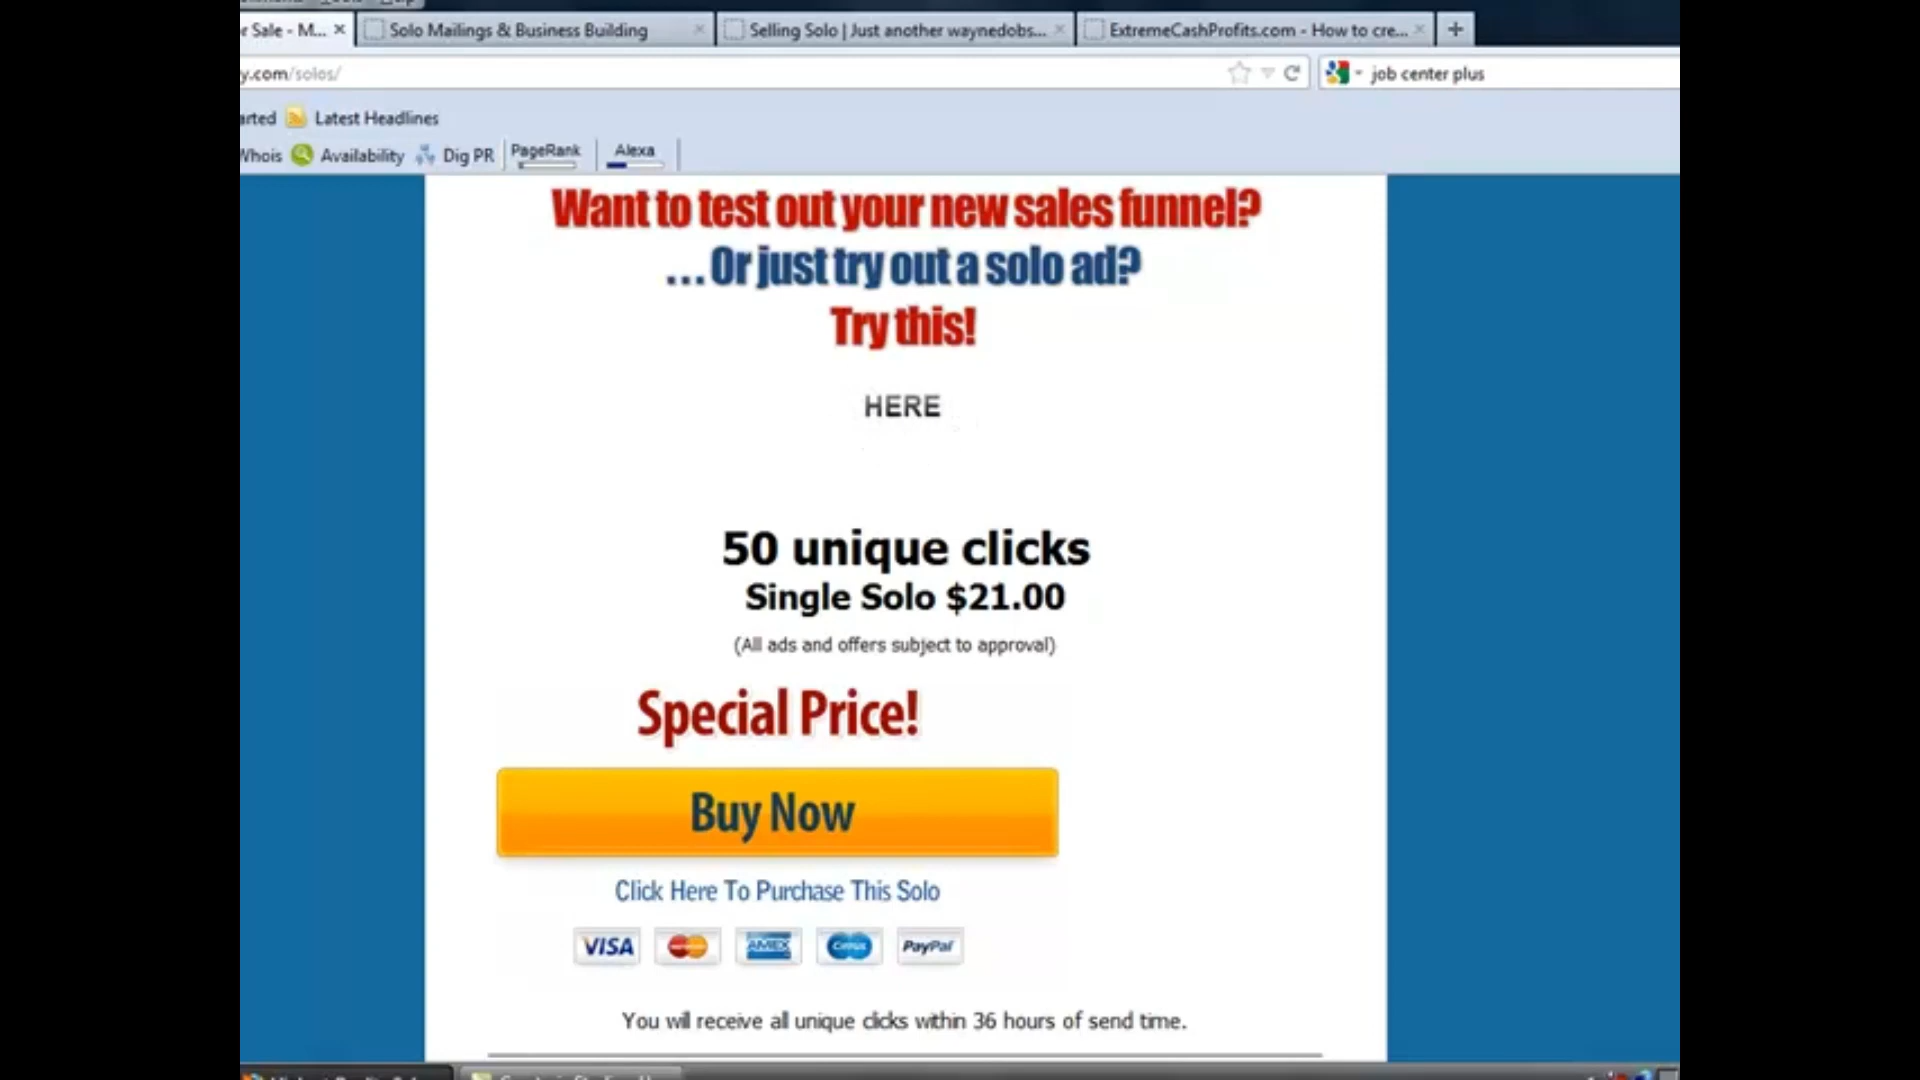 e Sale - M... Solo Mailings & Business Building Selling Solo | Just another waynedobs... ExtremeCashProfits.com - How to cre...
y.com/solos/ job center plus
arted Latest Headlines
Whois Availability Dig PR PageRank Alexa
Want to test out your new sales funnel?
...Or just try out a solo ad?
Try this!
HERE
50 unique clicks
Single Solo $21.00
(All ads and offers subject to approval)
Special Price!
Buy Now
Click Here To Purchase This Solo
VISA AMEX Cirrus PayPal
You will receive all unique clicks within 36 hours of send time.